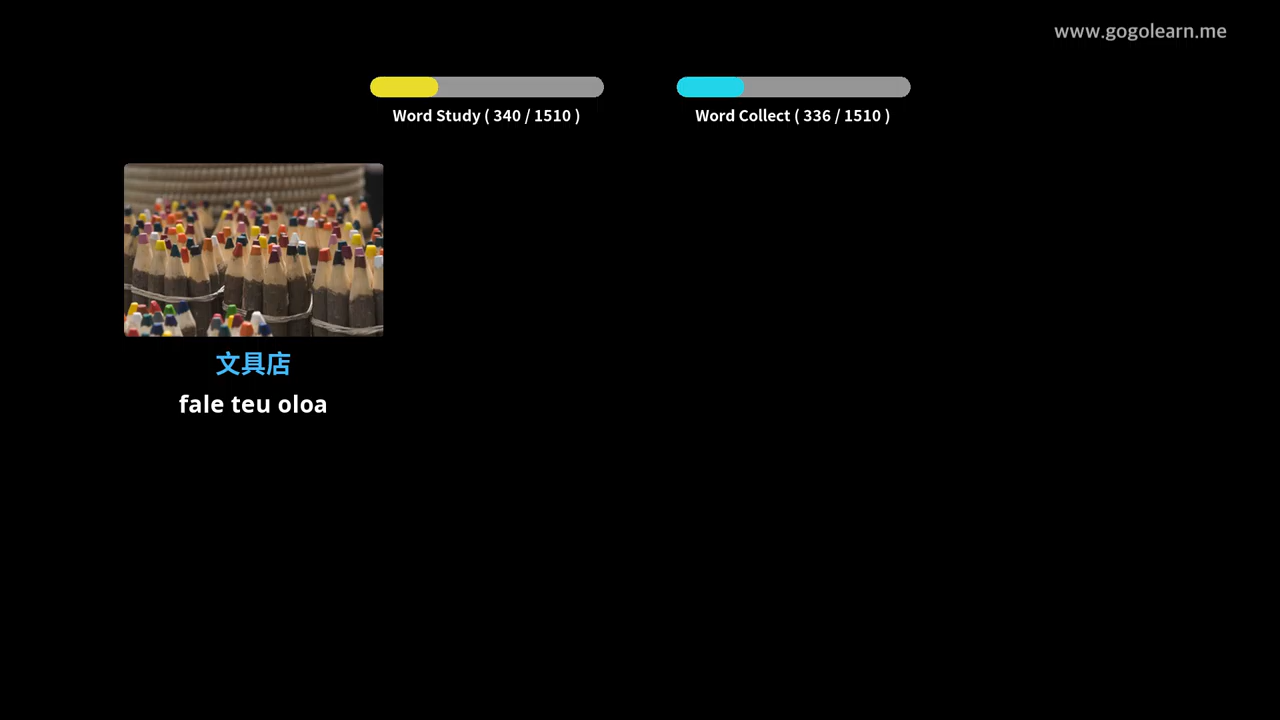 www.gogolearn.me
Word Study ( 340 / 1510 )
Word Collect ( 336 / 1510 )
文具店
fale teu oloa